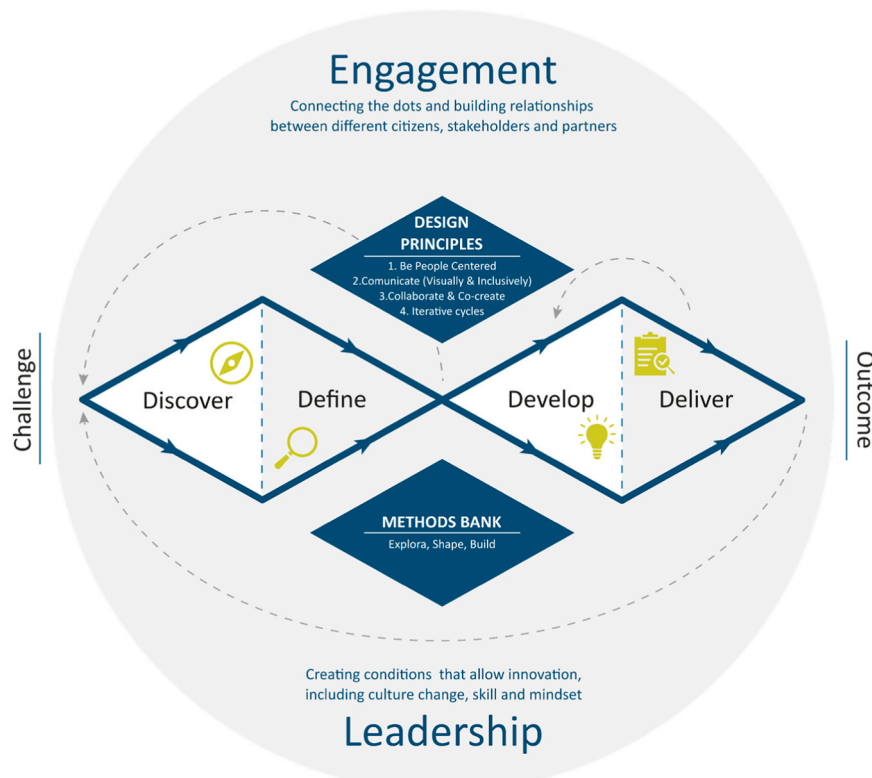 Engagement
Connecting the dots and building relationships
between different citizens, stakeholders and partners
DESIGN
PRINCIPLES
1. Be People Centered
2.Comunicate (Visually & Inclusively)
3.Collaborate & Co-create
4. Iterative cycles
Challenge
Discover
Define
Develop
Deliver
Outcome
METHODS BANK
Explora, Shape, Build
Creating conditions that allow innovation,
including culture change, skill and mindset
Leadership